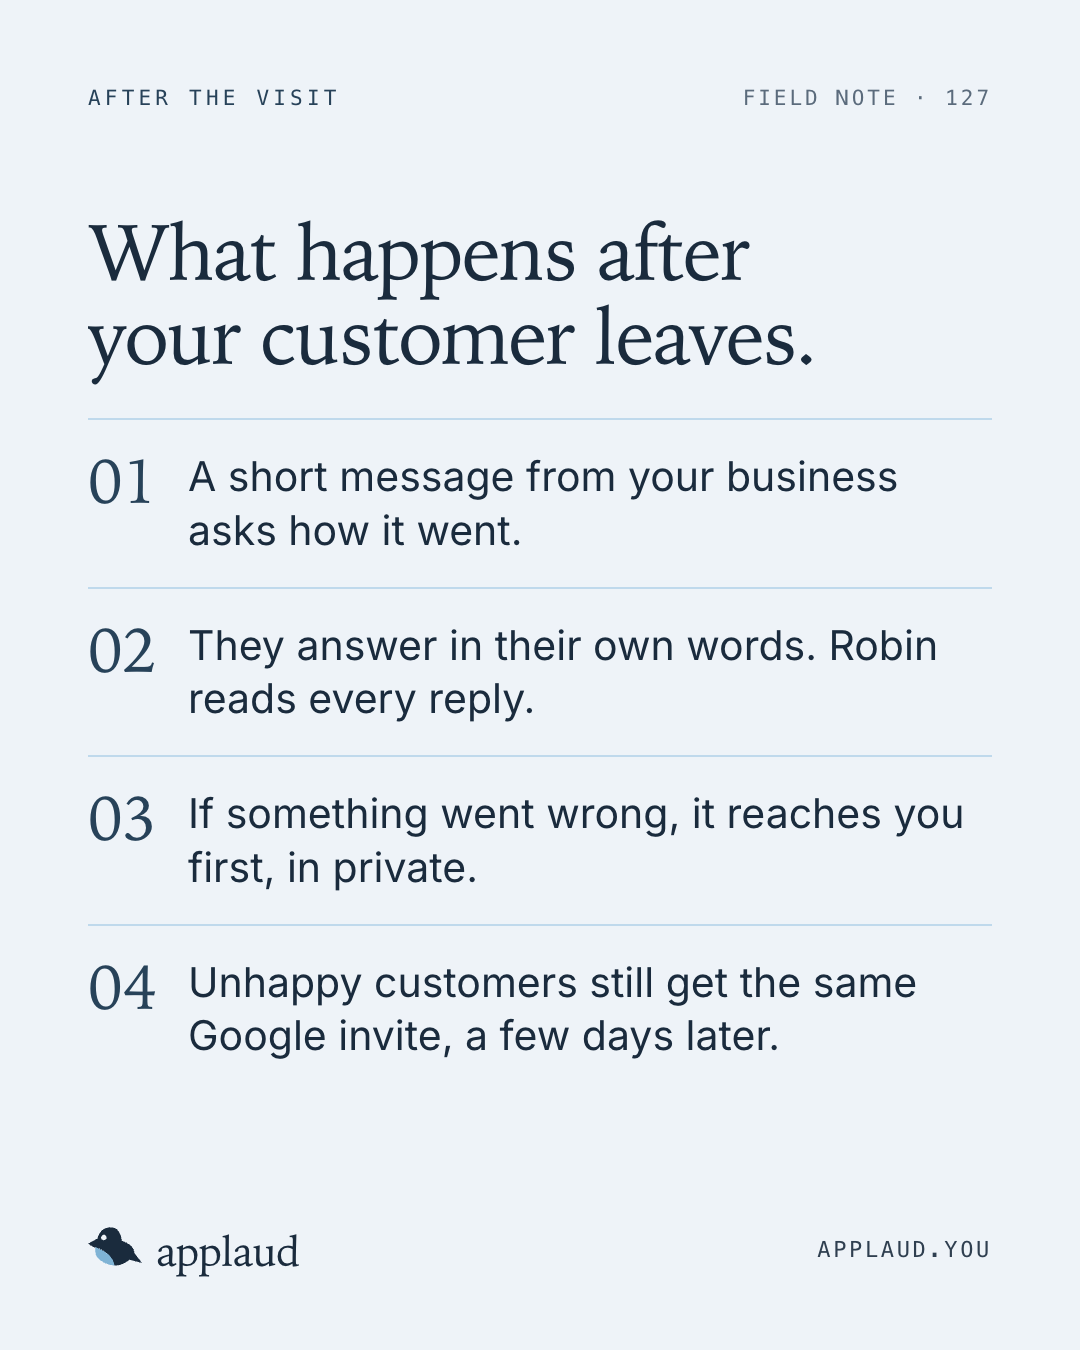 AFTER THE VISIT
FIELD NOTE · 127
What happens after
your customer leaves.
01 A short message from your business
asks how it went.
02 They answer in their own words. Robin
reads every reply.
03 If something went wrong, it reaches you
first, in private.
04 Unhappy customers still get the same
Google invite, a few days later.
applaud
APPLAUD.YOU